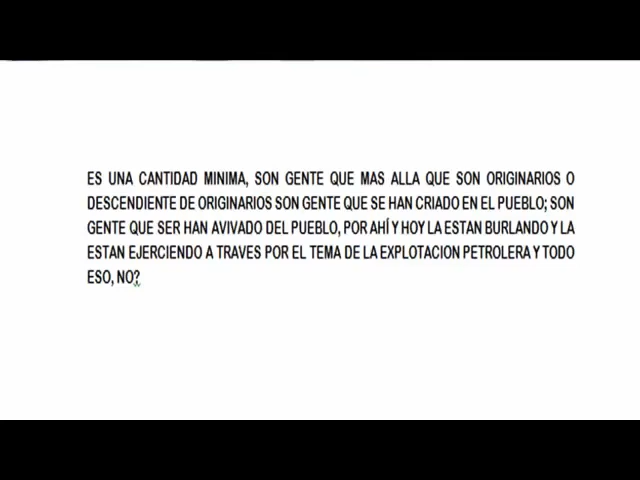 ES UNA CANTIDAD MINIMA, SON GENTE QUE MAS ALLA QUE SON ORIGINARIOS O
DESCENDIENTE DE ORIGINARIOS SON GENTE QUE SE HAN CRIADO EN EL PUEBLO; SON
GENTE QUE SER HAN AVIVADO DEL PUEBLO, POR AHÍ Y HOY LA ESTAN BURLANDO Y LA
ESTAN EJERCIENDO A TRAVES POR EL TEMA DE LA EXPLOTACION PETROLERA Y TODO
ESO, NO?